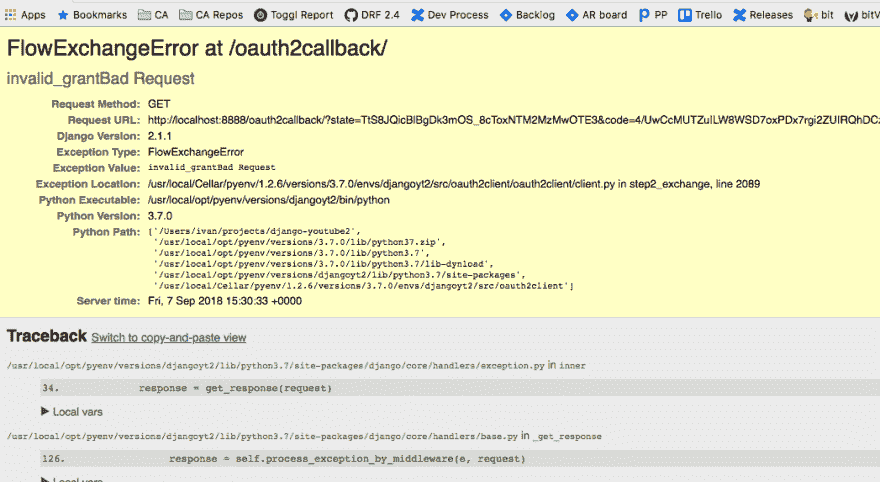 Apps Bookmarks CA CA Repos Toggl Report DRF 2.4 Dev Process Backlog AR board PP Trello Releases bit bitV
FlowExchangeError at /oauth2callback/
invalid_grantBad Request
Request Method: GET
Request URL: http://localhost:8888/oauth2callback/?state=
Django Version: 2.1.1
Exception Type: FlowExchangeError
Exception Value: invalid_grantBad Request
Exception Location: /usr/local/Cellar/pyenv/1.2.6/versions/3.7.0/envs/djangoyt2/src/oauth2client/oauth2client/client.py in step2_exchange, line 2089
Python Executable: /usr/local/opt/pyenv/versions/djangoyt2/bin/python
Python Version: 3.7.0
Python Path: ['/Users/ivan/projects/django-youtube2',
'/usr/local/opt/pyenv/versions/3.7.0/lib/python37.zip',
'/usr/local/opt/pyenv/versions/3.7.0/lib/python3.7',
'/usr/local/opt/pyenv/versions/3.7.0/lib/python3.7/lib-dynload',
'/usr/local/opt/pyenv/versions/djangoyt2/lib/python3.7/site-packages',
'/usr/local/Cellar/pyenv/1.2.6/versions/3.7.0/envs/djangoyt2/src/oauth2client']
Server time: Fri, 7 Sep 2018 15:30:33 +0000
Traceback Switch to copy-and-paste view
/usr/local/opt/pyenv/versions/djangoyt2/lib/python3.7/site-packages/django/core/handlers/exception.py in inner
34. response = get_response(request)
▶ Local vars
/usr/local/opt/pyenv/versions/djangoyt2/lib/python3.7/site-packages/django/core/handlers/base.py in _get_response
126. response = self.process_exception_by_middleware(e, request)
▶ Local vars